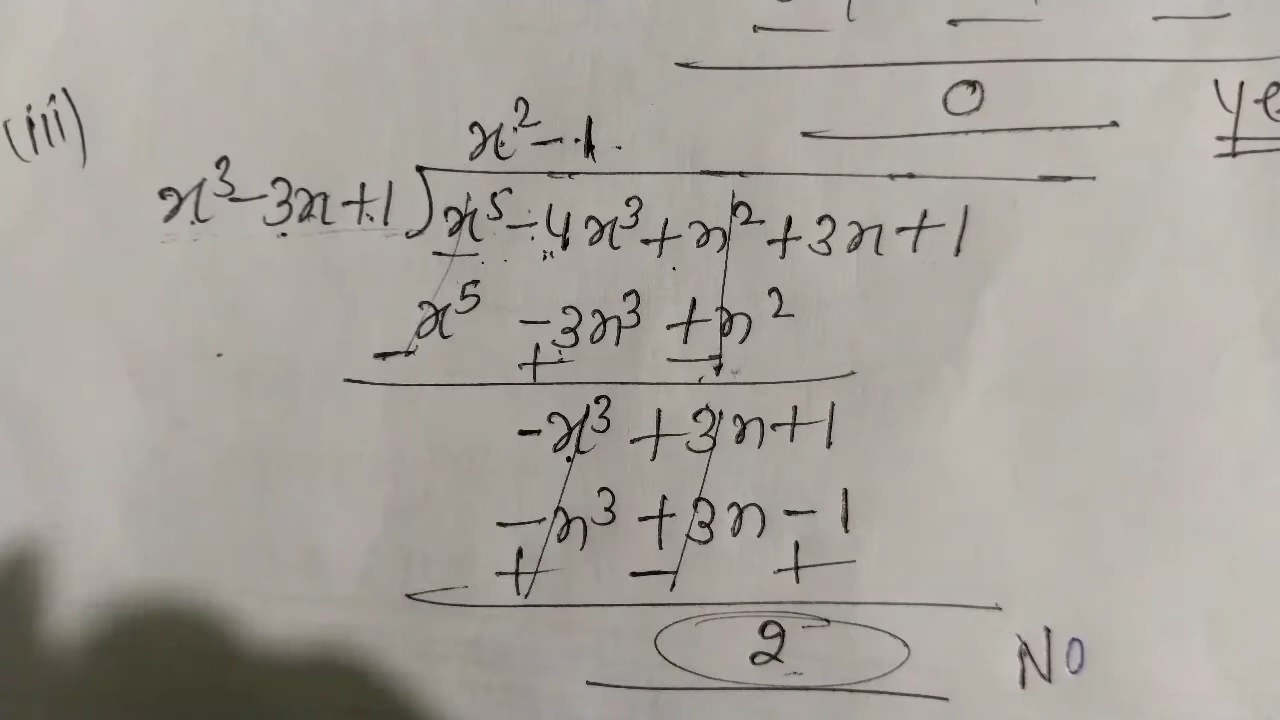 0 Ye
(iii)
x² - 1
x³ - 3x + 1 ) x⁵ - 4x³ + x² + 3x + 1
x⁵ - 3x³ + x²
- + -
- x³ + 3x + 1
- x³ + 3x - 1
+ - +
2 NO